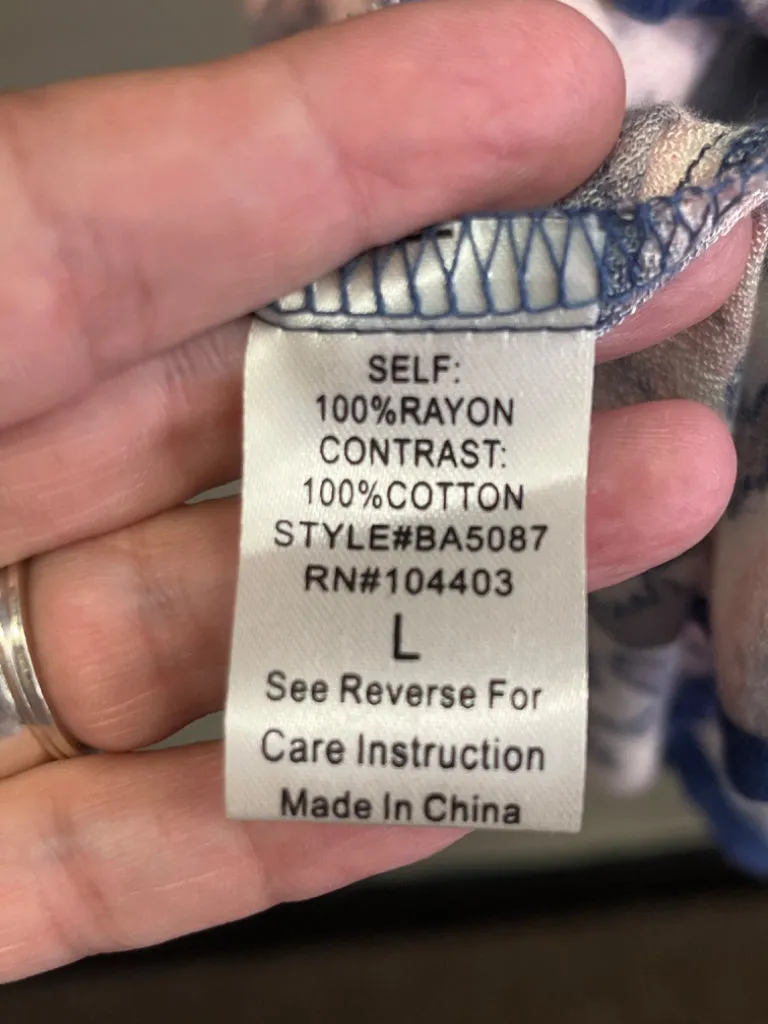 SELF:
100%RAYON
CONTRAST:
100%COTTON
STYLE#BA5087
RN#104403
L
See Reverse For
Care Instruction
Made In China